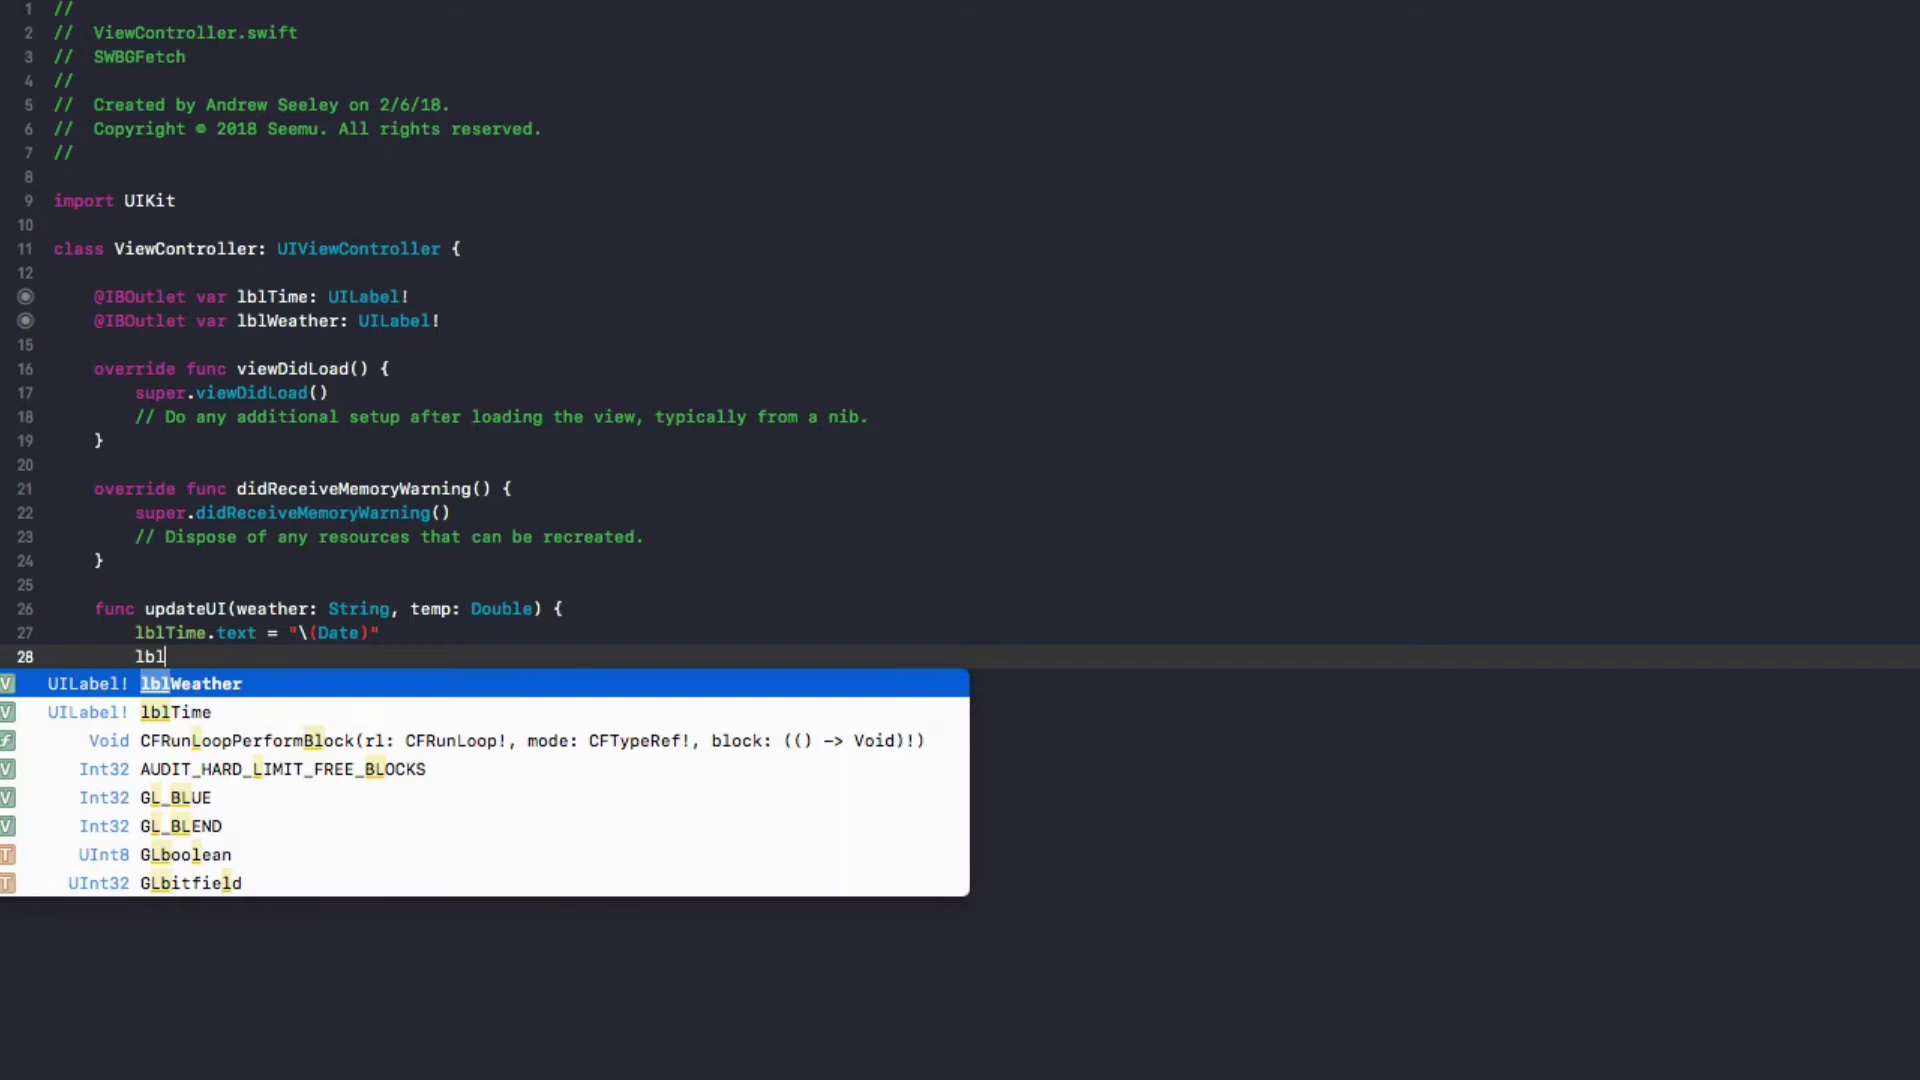 1 //
2 // ViewController.swift
3 // SWBGFetch
4 //
5 // Created by Andrew Seeley on 2/6/18.
6 // Copyright © 2018 Seemu. All rights reserved.
7 //
8
9 import UIKit
10
11 class ViewController: UIViewController {
12
@IBOutlet var lblTime: UILabel!
@IBOutlet var lblWeather: UILabel!
15
16 override func viewDidLoad() {
17 super.viewDidLoad()
18 // Do any additional setup after loading the view, typically from a nib.
19 }
20
21 override func didReceiveMemoryWarning() {
22 super.didReceiveMemoryWarning()
23 // Dispose of any resources that can be recreated.
24 }
25
26 func updateUI(weather: String, temp: Double) {
27 lblTime.text = "\(Date)"
28 lbl
V UILabel! lblWeather
V UILabel! lblTime
f Void CFRunLoopPerformBlock(rl: CFRunLoop!, mode: CFTypeRef!, block: (() -> Void)!)
V Int32 AUDIT_HARD_LIMIT_FREE_BLOCKS
V Int32 GL_BLUE
V Int32 GL_BLEND
T UInt8 GLboolean
T UInt32 GLbitfield